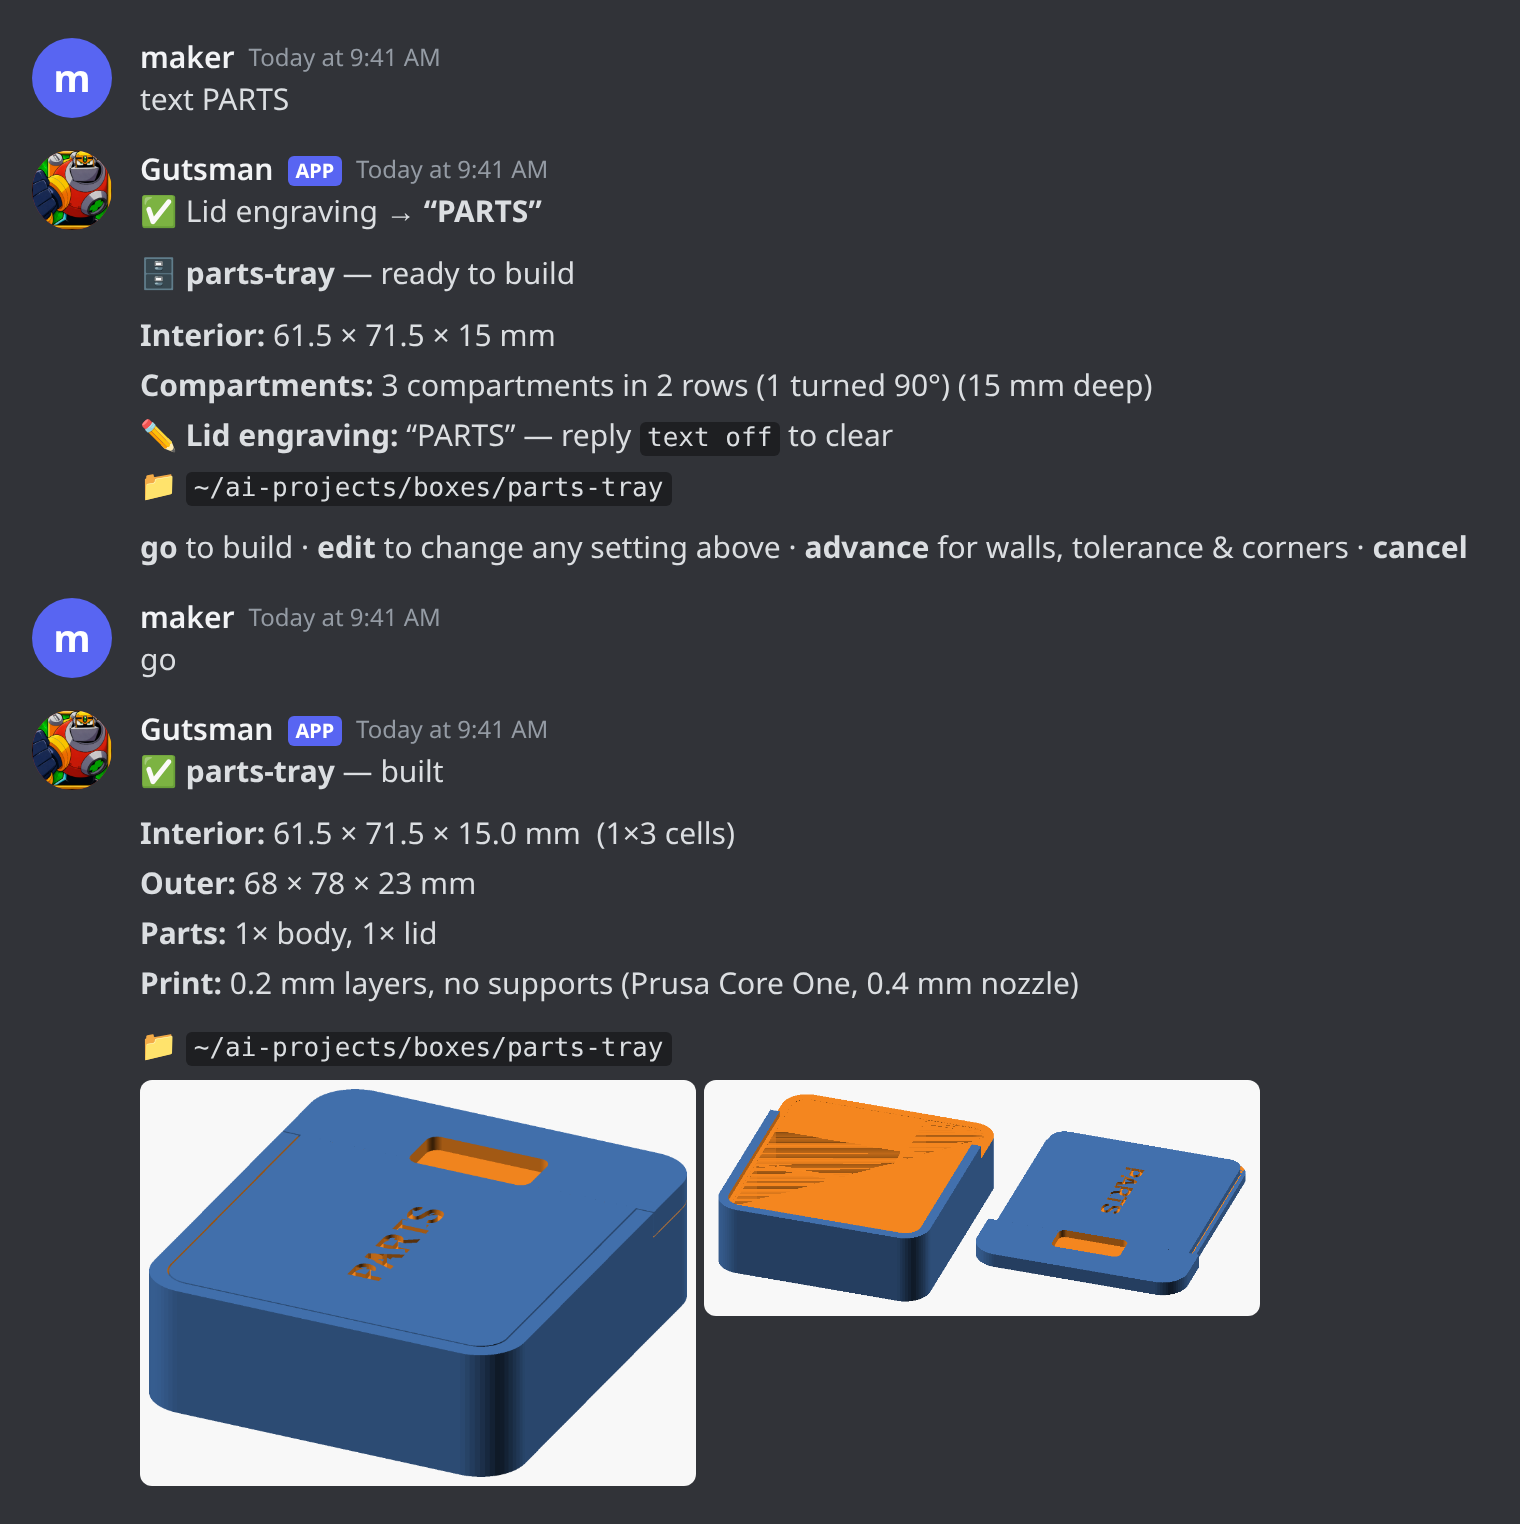 m
maker Today at 9:41 AM
text PARTS
Gutsman APP Today at 9:41 AM
✅ Lid engraving → “PARTS”
🗄️ parts-tray — ready to build
Interior: 61.5 × 71.5 × 15 mm
Compartments: 3 compartments in 2 rows (1 turned 90°) (15 mm deep)
✏️ Lid engraving: “PARTS” — reply text off to clear
📁 ~/ai-projects/boxes/parts-tray
go to build · edit to change any setting above · advance for walls, tolerance & corners · cancel
m
maker Today at 9:41 AM
go
Gutsman APP Today at 9:41 AM
✅ parts-tray — built
Interior: 61.5 × 71.5 × 15.0 mm (1×3 cells)
Outer: 68 × 78 × 23 mm
Parts: 1× body, 1× lid
Print: 0.2 mm layers, no supports (Prusa Core One, 0.4 mm nozzle)
📁 ~/ai-projects/boxes/parts-tray
PARTS
PARTS